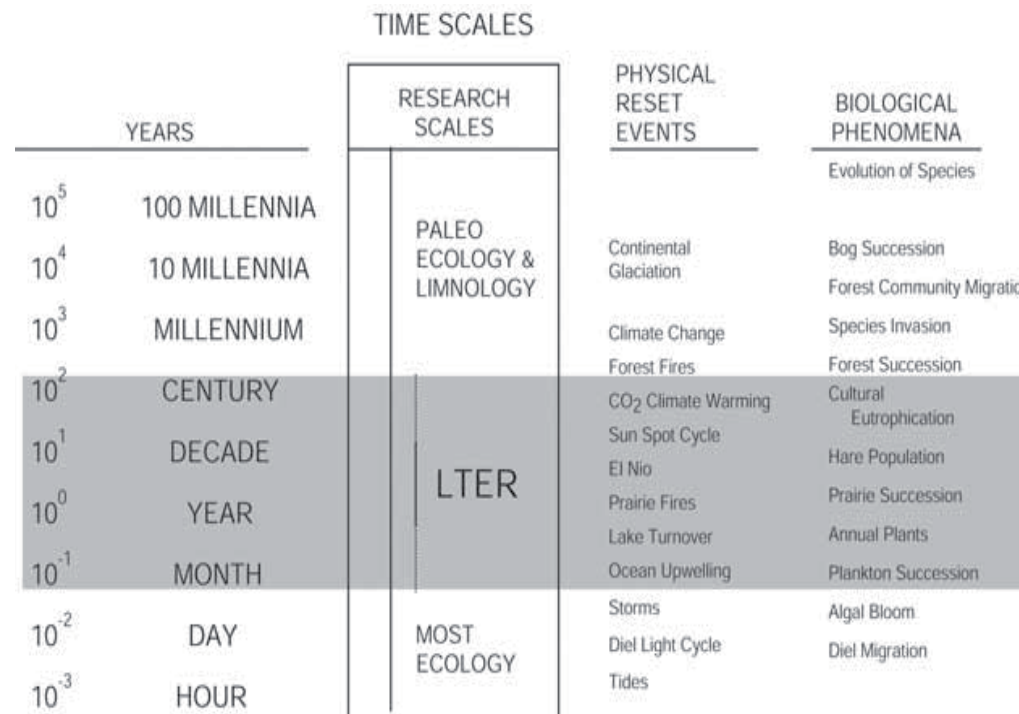 TIME SCALES
YEARS
RESEARCH
SCALES
PHYSICAL
RESET
EVENTS
BIOLOGICAL
PHENOMENA
10^5 100 MILLENNIA
10^4 10 MILLENNIA
10^3 MILLENNIUM
10^2 CENTURY
10^1 DECADE
10^0 YEAR
10^-1 MONTH
10^-2 DAY
10^-3 HOUR
PALEO
ECOLOGY &
LIMNOLOGY
LTER
MOST
ECOLOGY
Continental
Glaciation
Climate Change
Forest Fires
CO2 Climate Warming
Sun Spot Cycle
El Nio
Prairie Fires
Lake Turnover
Ocean Upwelling
Storms
Diel Light Cycle
Tides
Evolution of Species
Bog Succession
Forest Community Migratio
Species Invasion
Forest Succession
Cultural
Eutrophication
Hare Population
Prairie Succession
Annual Plants
Plankton Succession
Algal Bloom
Diel Migration